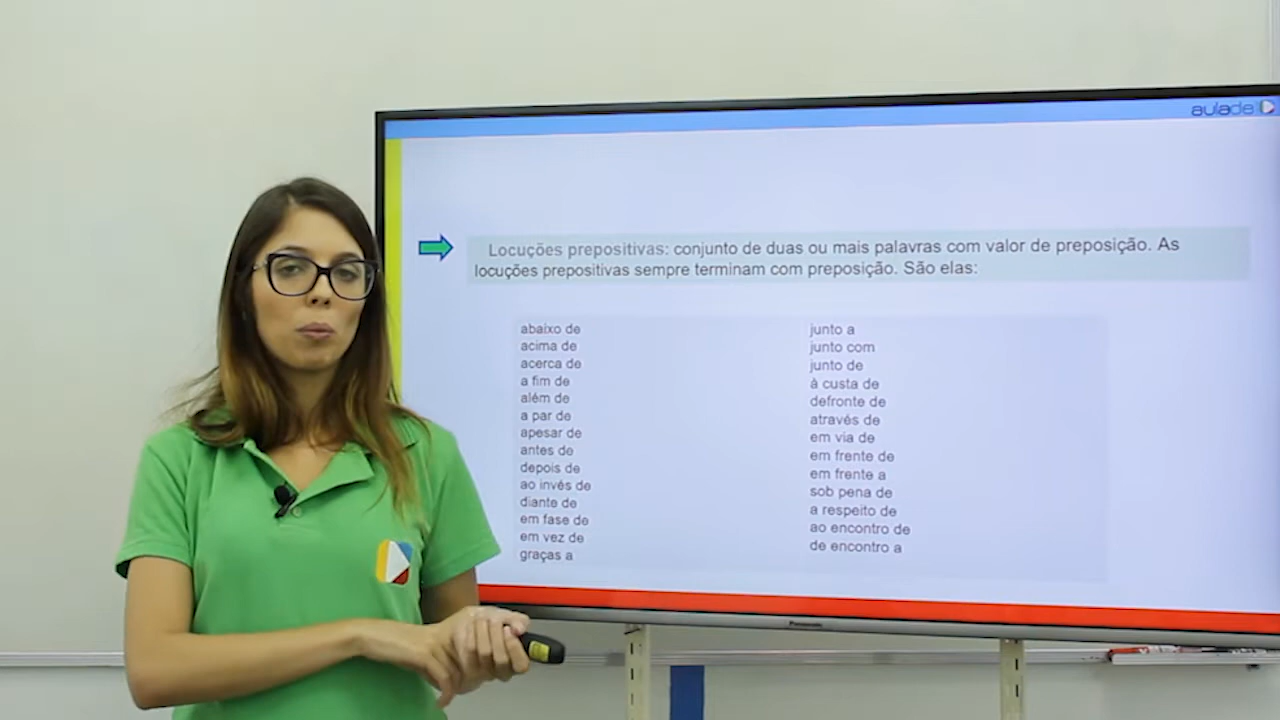 aulade
Locuções prepositivas: conjunto de duas ou mais palavras com valor de preposição. As
locuções prepositivas sempre terminam com preposição. São elas:
abaixo de
acima de
acerca de
a fim de
além de
a par de
apesar de
antes de
depois de
ao invés de
diante de
em fase de
em vez de
graças a
junto a
junto com
junto de
à custa de
defronte de
através de
em via de
em frente de
em frente a
sob pena de
a respeito de
ao encontro de
de encontro a
Panasonic